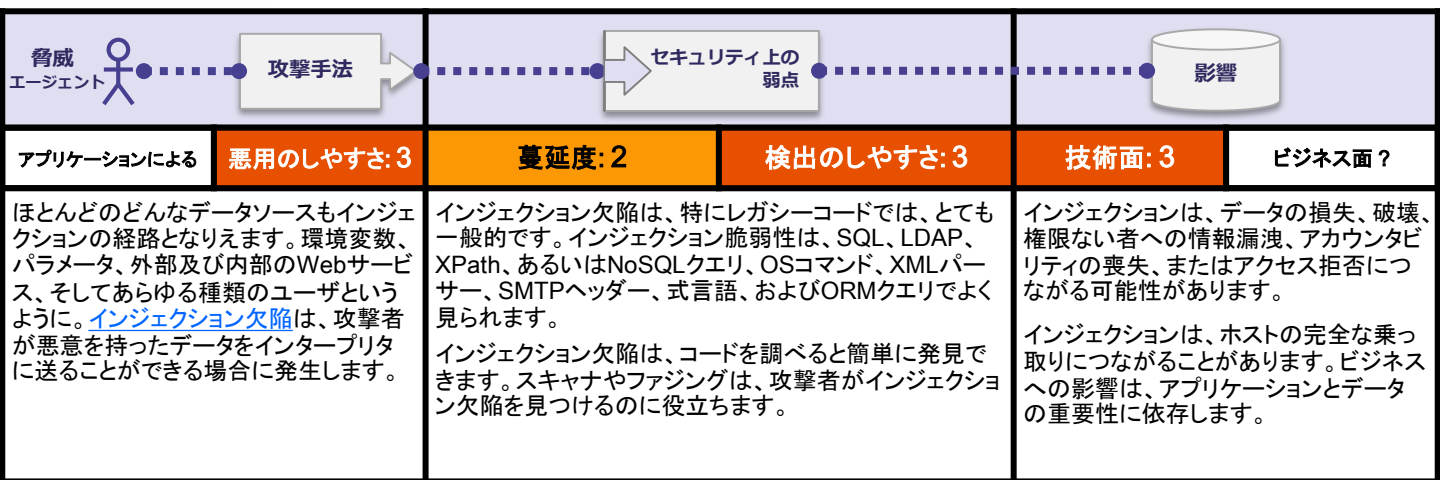 脅威
エージェント
攻撃手法
セキュリティ上の
弱点
影響
アプリケーションによる
悪用のしやすさ: 3
蔓延度: 2
検出のしやすさ: 3
技術面: 3
ビジネス面 ?
ほとんどのどんなデータソースもインジェ
クションの経路となりえます。環境変数、
パラメータ、外部及び内部のWebサービ
ス、そしてあらゆる種類のユーザという
ように。インジェクション欠陥は、攻撃者
が悪意を持ったデータをインタープリタ
に送ることができる場合に発生します。
インジェクション欠陥は、特にレガシーコードでは、とても
一般的です。インジェクション脆弱性は、SQL、LDAP、
XPath、あるいはNoSQLクエリ、OSコマンド、XMLパー
サー、SMTPヘッダー、式言語、およびORMクエリでよく
見られます。
インジェクション欠陥は、コードを調べると簡単に発見で
きます。スキャナやファジングは、攻撃者がインジェクショ
ン欠陥を見つけるのに役立ちます。
インジェクションは、データの損失、破壊、
権限ない者への情報漏洩、アカウンタビ
リティの喪失、またはアクセス拒否につ
ながる可能性があります。
インジェクションは、ホストの完全な乗っ
取りにつながることがあります。ビジネス
への影響は、アプリケーションとデータ
の重要性に依存します。